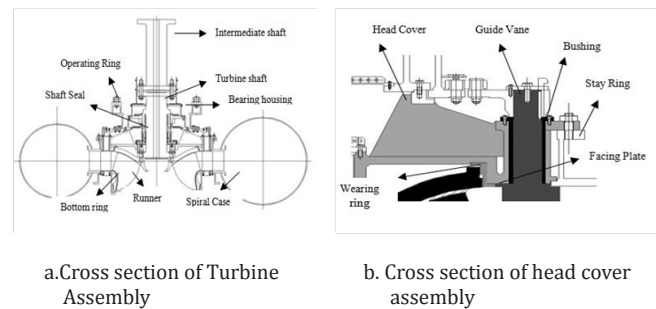 Intermediate shaft
Operating Ring
Turbine shaft
Shaft Seal
Bearing housing
Bottom ring
Runner
Spiral Case
Head Cover
Guide Vane
Bushing
Stay Ring
Wearing
ring
Facing Plate
a.Cross section of Turbine
Assembly
b. Cross section of head cover
assembly